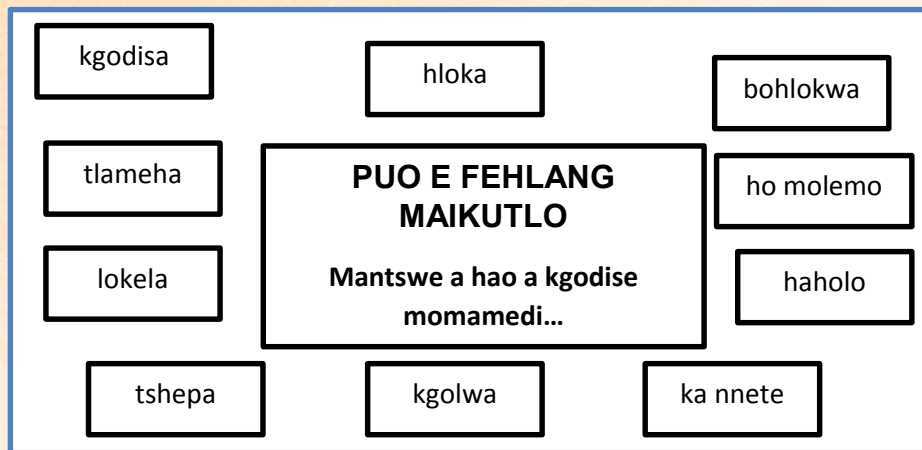 kgodisa
hloka
bohlokwa
tlameha
PUO E FEHLANG
MAIKUTLO
ho molemo
Mantswe a hao a kgodise
momamedi…
lokela
haholo
tshepa
kgolwa
ka nnete